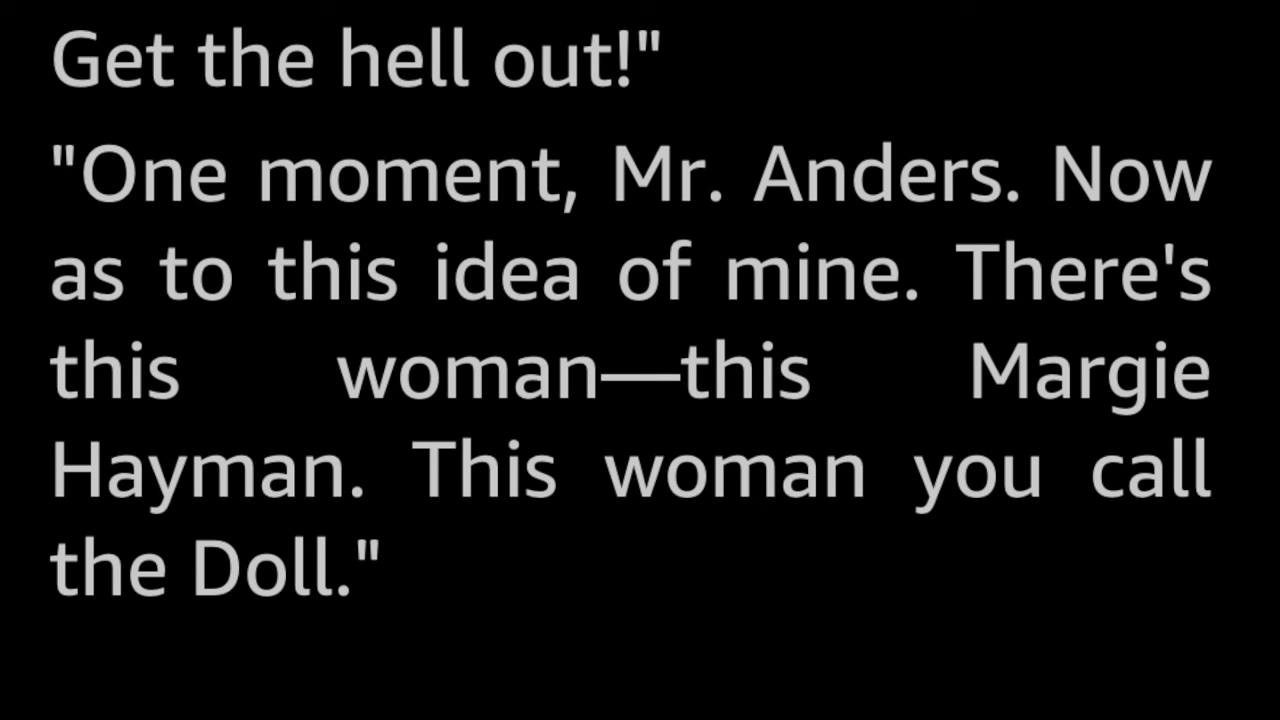 Get the hell out!"
"One moment, Mr. Anders. Now
as to this idea of mine. There's
this woman—this Margie
Hayman. This woman you call
the Doll."